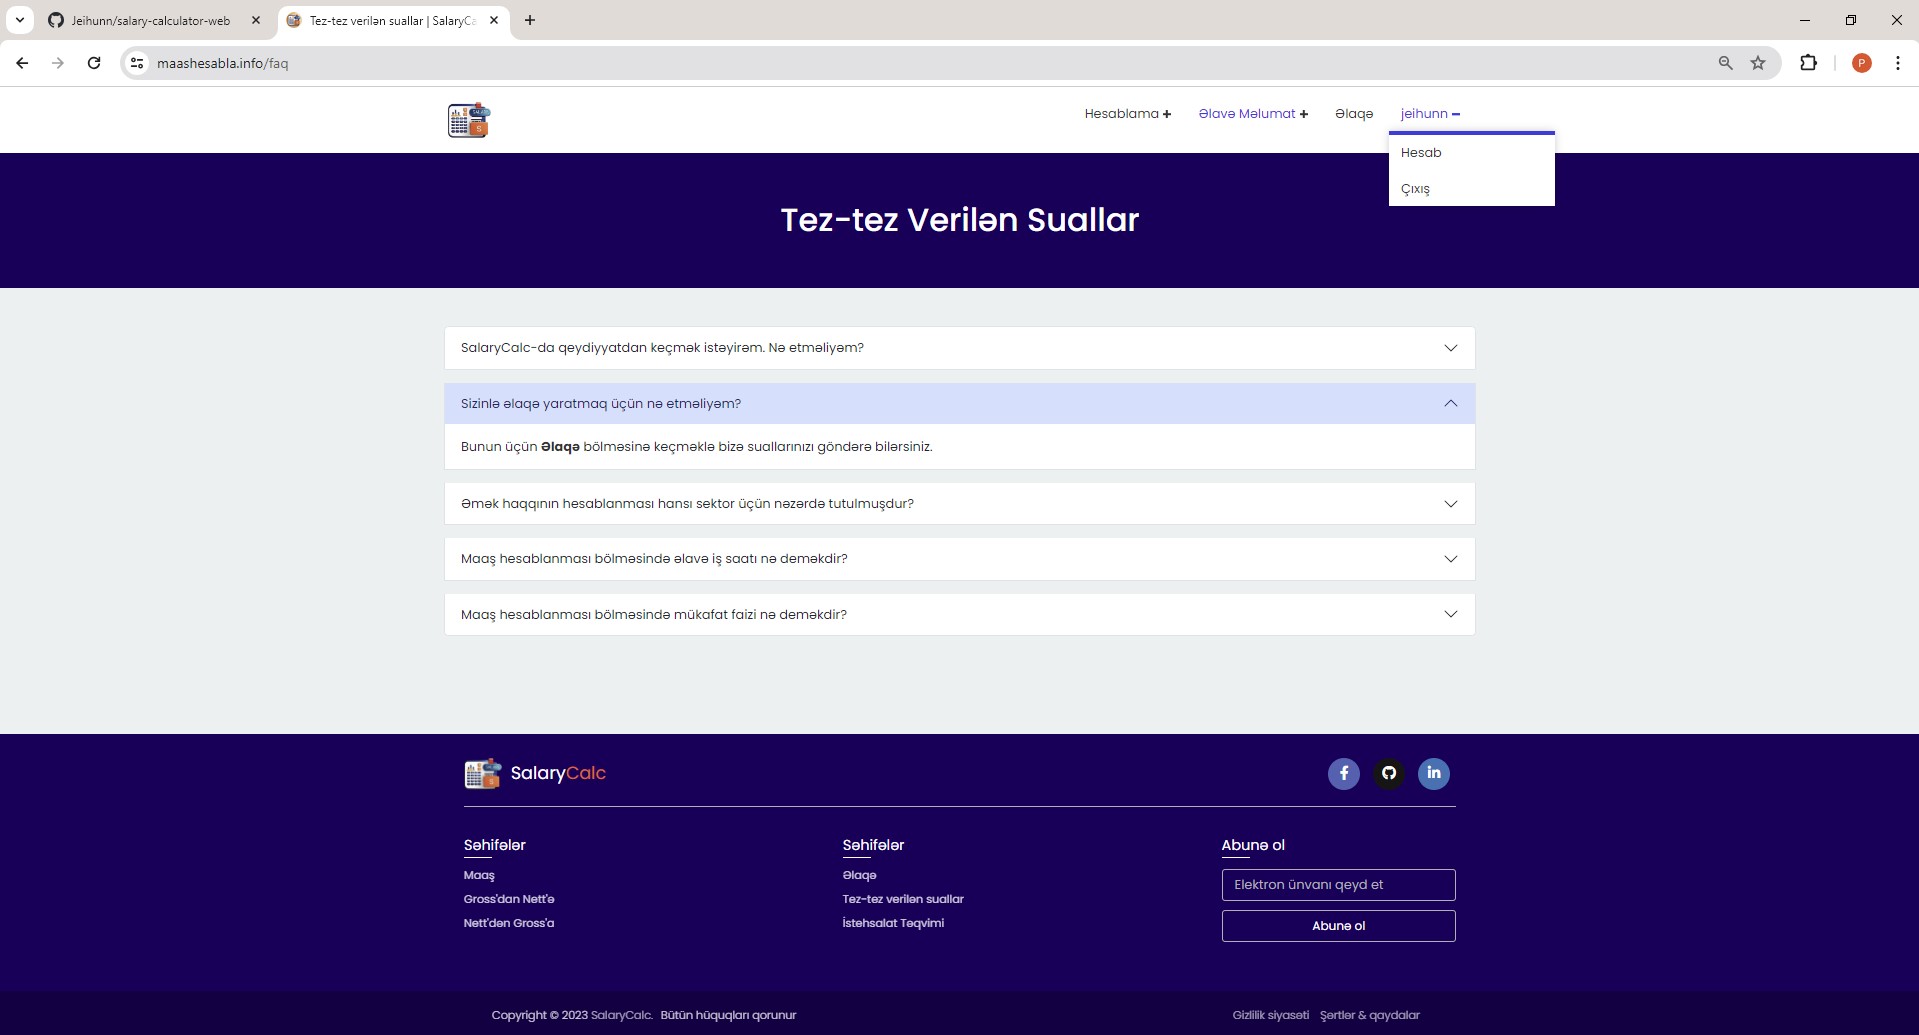 Jeihunn/salary-calculator-web
Tez-tez verilən suallar | SalaryCa
maashesabla.info/faq
P
Hesablama
Əlavə Məlumat
Əlaqə
jeihunn
Hesab
Çıxış
Tez-tez Verilən Suallar
SalaryCalc-da qeydiyyatdan keçmək istəyirəm. Nə etməliyəm?
Sizinlə əlaqə yaratmaq üçün nə etməliyəm?
Bunun üçün Əlaqə bölməsinə keçməklə bizə suallarınızı göndərə bilərsiniz.
Əmək haqqının hesablanması hansı sektor üçün nəzərdə tutulmuşdur?
Maaş hesablanması bölməsində əlavə iş saatı nə deməkdir?
Maaş hesablanması bölməsində mükafat faizi nə deməkdir?
SalaryCalc
Səhifələr
Maaş
Gross'dan Nett'ə
Nett'dən Gross'a
Səhifələr
Əlaqə
Tez-tez verilən suallar
İstehsalat Təqvimi
Abunə ol
Elektron ünvanı qeyd et
Abunə ol
Copyright © 2023 SalaryCalc. Bütün hüquqları qorunur
Gizlilik siyasəti Şərtlər & qaydalar